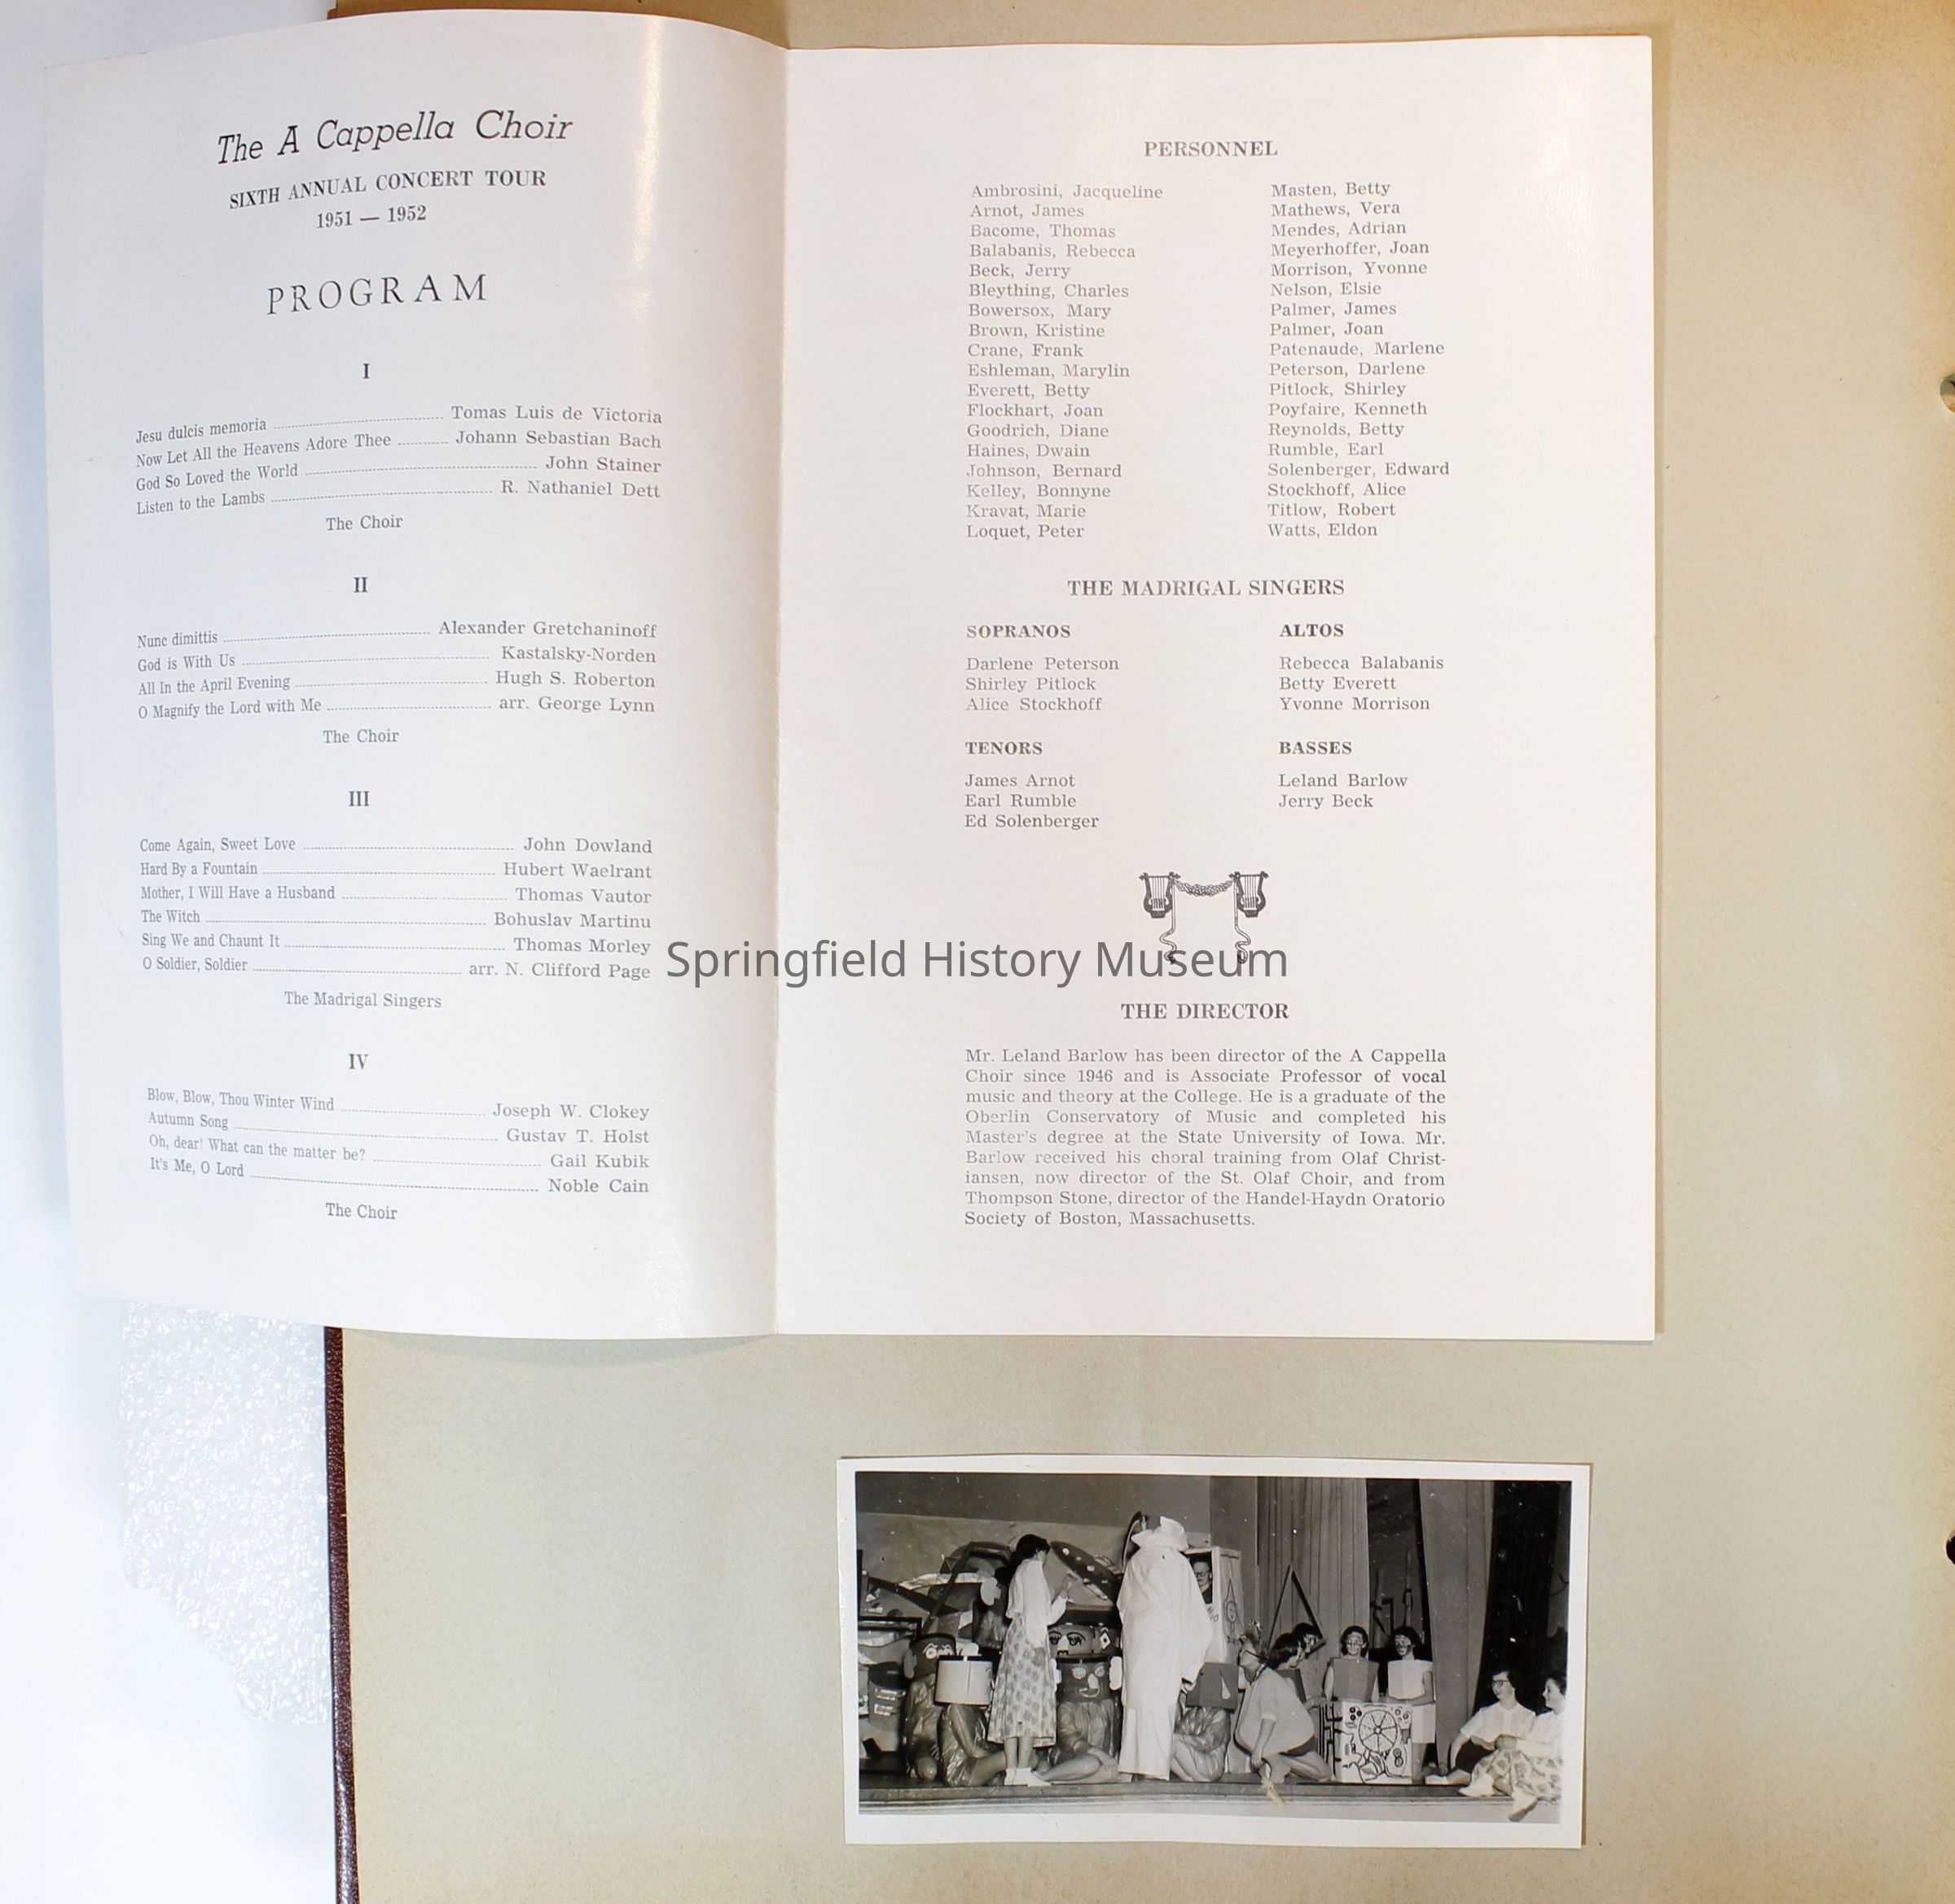 The A Cappella Choir
SIXTH ANNUAL CONCERT TOUR
1951 — 1952
PROGRAM
I
Jesu dulcis memoria ........ Tomas Luis de Victoria
Now Let All the Heavens Adore Thee ........ Johann Sebastian Bach
God So Loved the World ........ John Stainer
Listen to the Lambs ........ R. Nathaniel Dett
The Choir
II
Nunc dimittis ........ Alexander Gretchaninoff
God is With Us ........ Kastalsky-Norden
All In the April Evening ........ Hugh S. Roberton
O Magnify the Lord with Me ........ arr. George Lynn
The Choir
III
Come Again, Sweet Love ........ John Dowland
Hard By a Fountain ........ Hubert Waelrant
Mother, I Will Have a Husband ........ Thomas Vautor
The Witch ........ Bohuslav Martinu
Sing We and Chaunt It ........ Thomas Morley
O Soldier, Soldier ........ arr. N. Clifford Page
The Madrigal Singers
IV
Blow, Blow, Thou Winter Wind ........ Joseph W. Clokey
Autumn Song ........ Gustav T. Holst
Oh, dear! What can the matter be? ........ Gail Kubik
It's Me, O Lord ........ Noble Cain
The Choir
PERSONNEL
Ambrosini, Jacqueline
Arnot, James
Bacome, Thomas
Balabanis, Rebecca
Beck, Jerry
Bleything, Charles
Bowersox, Mary
Brown, Kristine
Crane, Frank
Eshleman, Marylin
Everett, Betty
Flockhart, Joan
Goodrich, Diane
Haines, Dwain
Johnson, Bernard
Kelley, Bonnyne
Kravat, Marie
Loquet, Peter
Masten, Betty
Mathews, Vera
Mendes, Adrian
Meyerhoffer, Joan
Morrison, Yvonne
Nelson, Elsie
Palmer, James
Palmer, Joan
Patenaude, Marlene
Peterson, Darlene
Pitlock, Shirley
Poyfaire, Kenneth
Reynolds, Betty
Rumble, Earl
Solenberger, Edward
Stockhoff, Alice
Titlow, Robert
Watts, Eldon
THE MADRIGAL SINGERS
SOPRANOS
Darlene Peterson
Shirley Pitlock
Alice Stockhoff
ALTOS
Rebecca Balabanis
Betty Everett
Yvonne Morrison
TENORS
James Arnot
Earl Rumble
Ed Solenberger
BASSES
Leland Barlow
Jerry Beck
Springfield History Museum
THE DIRECTOR
Mr. Leland Barlow has been director of the A Cappella
Choir since 1946 and is Associate Professor of vocal
music and theory at the College. He is a graduate of the
Oberlin Conservatory of Music and completed his
Master's degree at the State University of Iowa. Mr.
Barlow received his choral training from Olaf Christ-
iansen, now director of the St. Olaf Choir, and from
Thompson Stone, director of the Handel-Haydn Oratorio
Society of Boston, Massachusetts.